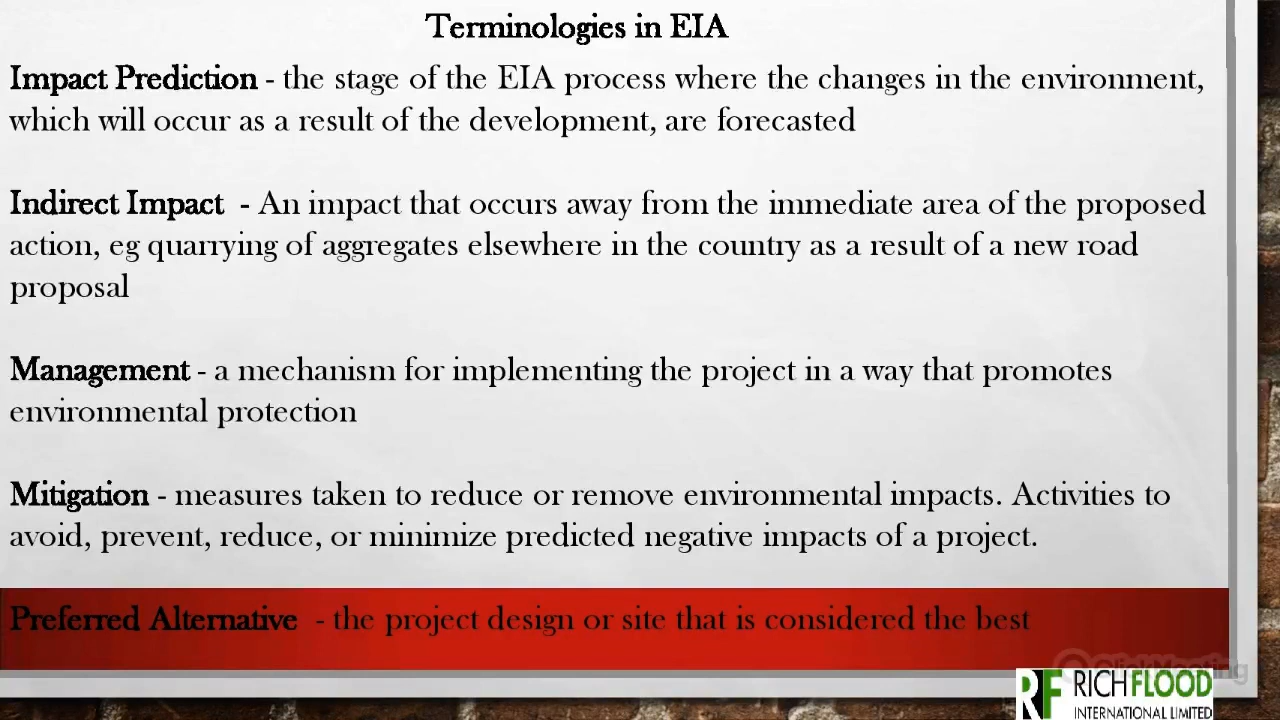 Terminologies in EIA
Impact Prediction - the stage of the EIA process where the changes in the environment,
which will occur as a result of the development, are forecasted
Indirect Impact - An impact that occurs away from the immediate area of the proposed
action, eg quarrying of aggregates elsewhere in the country as a result of a new road
proposal
Management - a mechanism for implementing the project in a way that promotes
environmental protection
Mitigation - measures taken to reduce or remove environmental impacts. Activities to
avoid, prevent, reduce, or minimize predicted negative impacts of a project.
Preferred Alternative - the project design or site that is considered the best
ClickMeeting
RF RICHFLOOD
INTERNATIONAL LIMITED